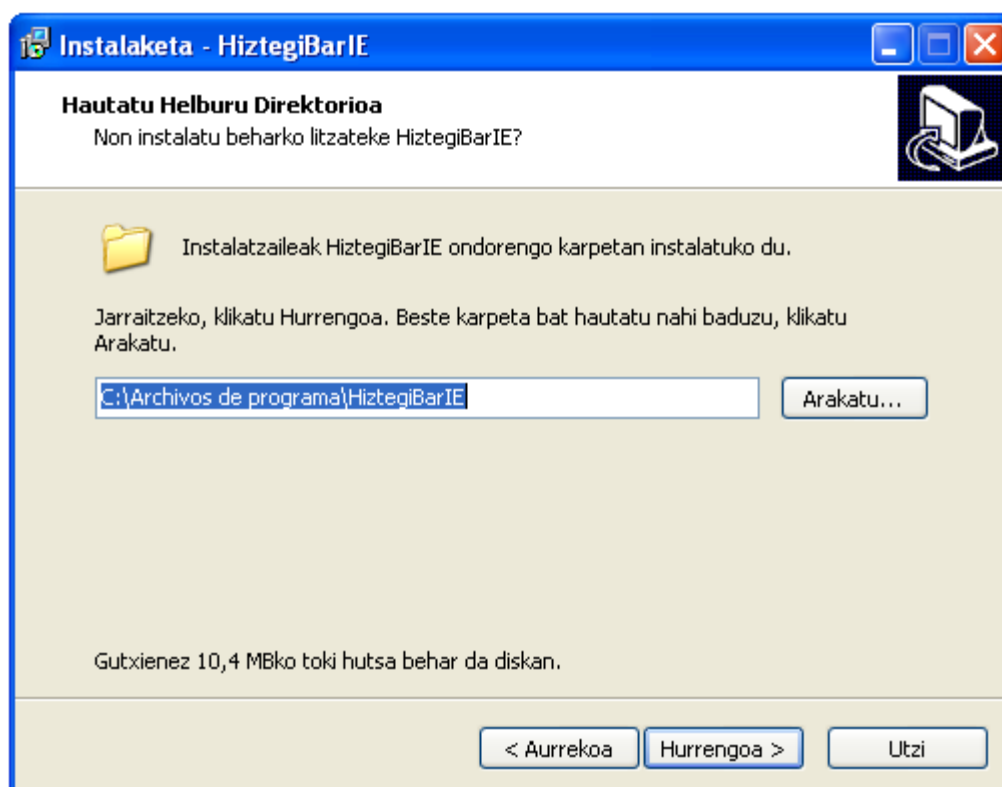 Instalaketa - HiztegiBarIE
Hautatu Helburu Direktorioa
Non instalatu beharko litzateke HiztegiBarIE?
Instalatzaileak HiztegiBarIE ondorengo karpetan instalatuko du.
Jarraitzeko, klikatu Hurrengoa. Beste karpeta bat hautatu nahi baduzu, klikatu
Arakatu.
C:\Archivos de programa\HiztegiBarIE
Arakatu...
Gutxienez 10,4 MBko toki hutsa behar da diskan.
< Aurrekoa
Hurrengoa >
Utzi